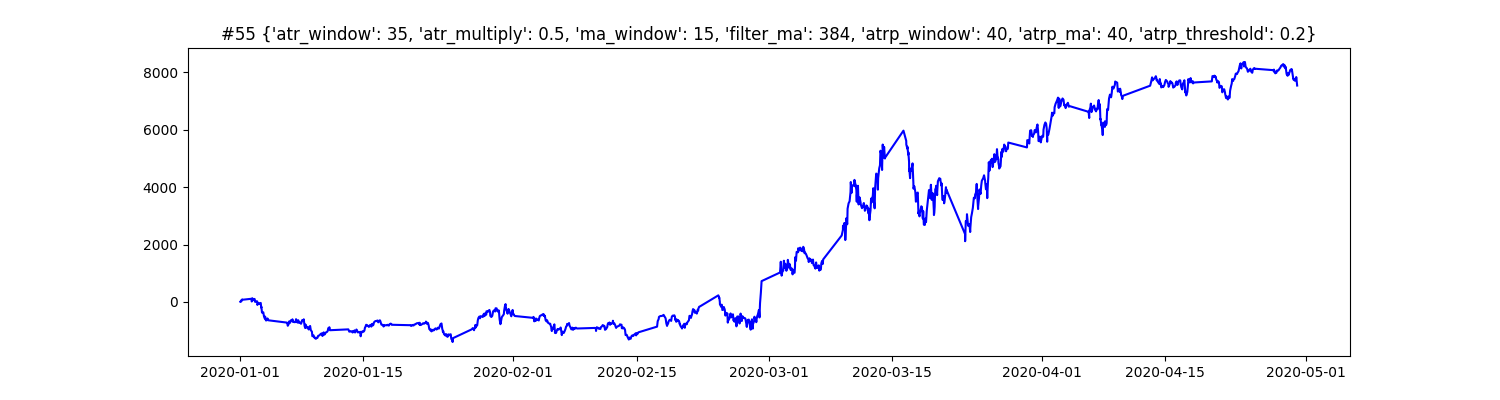 #55 {'atr_window': 35, 'atr_multiply': 0.5, 'ma_window': 15, 'filter_ma': 384, 'atrp_window': 40, 'atrp_ma': 40, 'atrp_threshold': 0.2}
8000
6000
4000
2000
0
2020-01-01 2020-01-15 2020-02-01 2020-02-15 2020-03-01 2020-03-15 2020-04-01 2020-04-15 2020-05-01